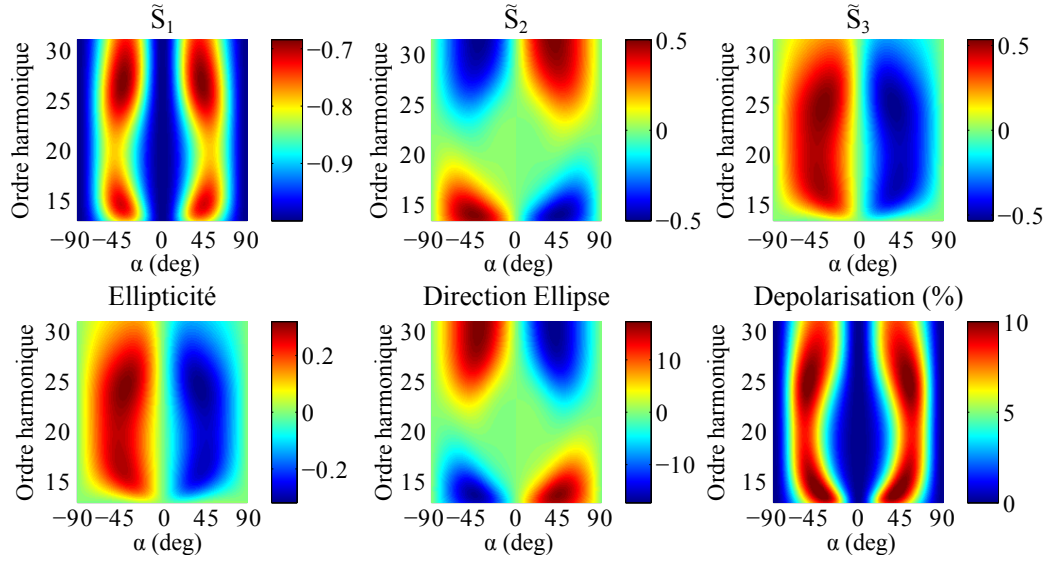 S̃₁ S̃₂ S̃₃
Ordre harmonique
30
25
20
15
−90 −45 0 45 90
α (deg)
−0.7
−0.8
−0.9
Ordre harmonique
30
25
20
15
−90 −45 0 45 90
α (deg)
0.5
0
−0.5
Ordre harmonique
30
25
20
15
−90 −45 0 45 90
α (deg)
0.5
0
−0.5
Ellipticité Direction Ellipse Depolarisation (%)
Ordre harmonique
30
25
20
15
−90 −45 0 45 90
α (deg)
0.2
0
−0.2
Ordre harmonique
30
25
20
15
−90 −45 0 45 90
α (deg)
10
0
−10
Ordre harmonique
30
25
20
15
−90 −45 0 45 90
α (deg)
10
5
0